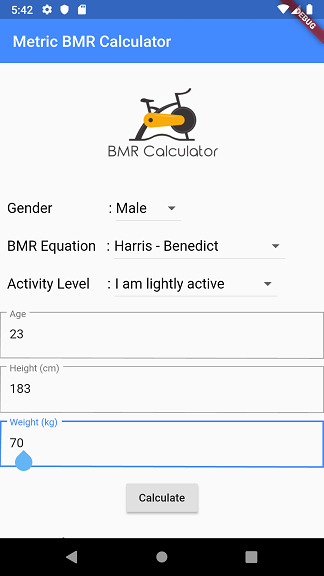 5:42
DEBUG
Metric BMR Calculator
BMR Calculator
Gender : Male
BMR Equation : Harris - Benedict
Activity Level : I am lightly active
Age
23
Height (cm)
183
Weight (kg)
70
Calculate